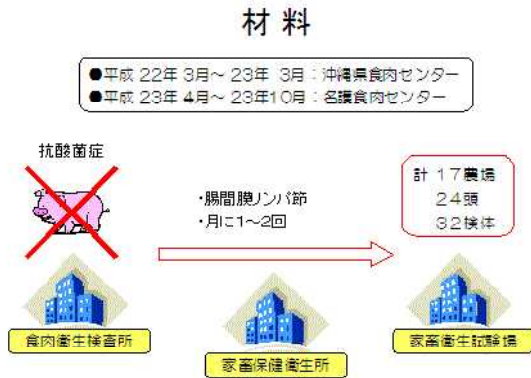 材料
●平成 22年 3月～ 23年 3月：沖縄県食肉センター
●平成 23年 4月～ 23年10月：名護食肉センター
抗酸菌症
・腸間膜リンパ節
・月に1～2回
計 17農場
24頭
32検体
食肉衛生検査所
家畜保健衛生所
家畜衛生試験場